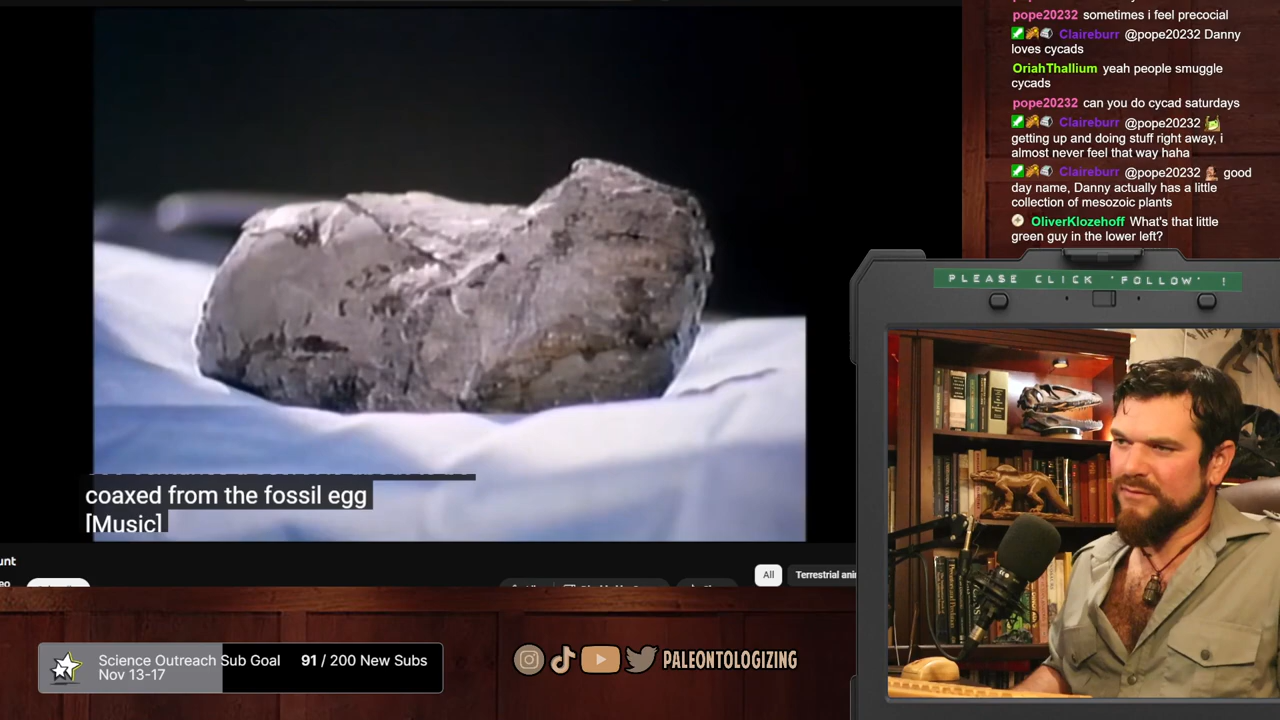 pope20232 sometimes i feel precocial
Claireburr @pope20232 Danny
loves cycads
OriahThallium yeah people smuggle
cycads
pope20232 can you do cycad saturdays
Claireburr @pope20232
getting up and doing stuff right away, i
almost never feel that way haha
Claireburr @pope20232 good
day name, Danny actually has a little
collection of mesozoic plants
OliverKlozehoff What's that little
green guy in the lower left?
PLEASE CLICK "FOLLOW" !
coaxed from the fossil egg
[Music]
unt
All
Terrestrial anim
Science Outreach Sub Goal 91 / 200 New Subs
Nov 13-17
PALEONTOLOGIZING